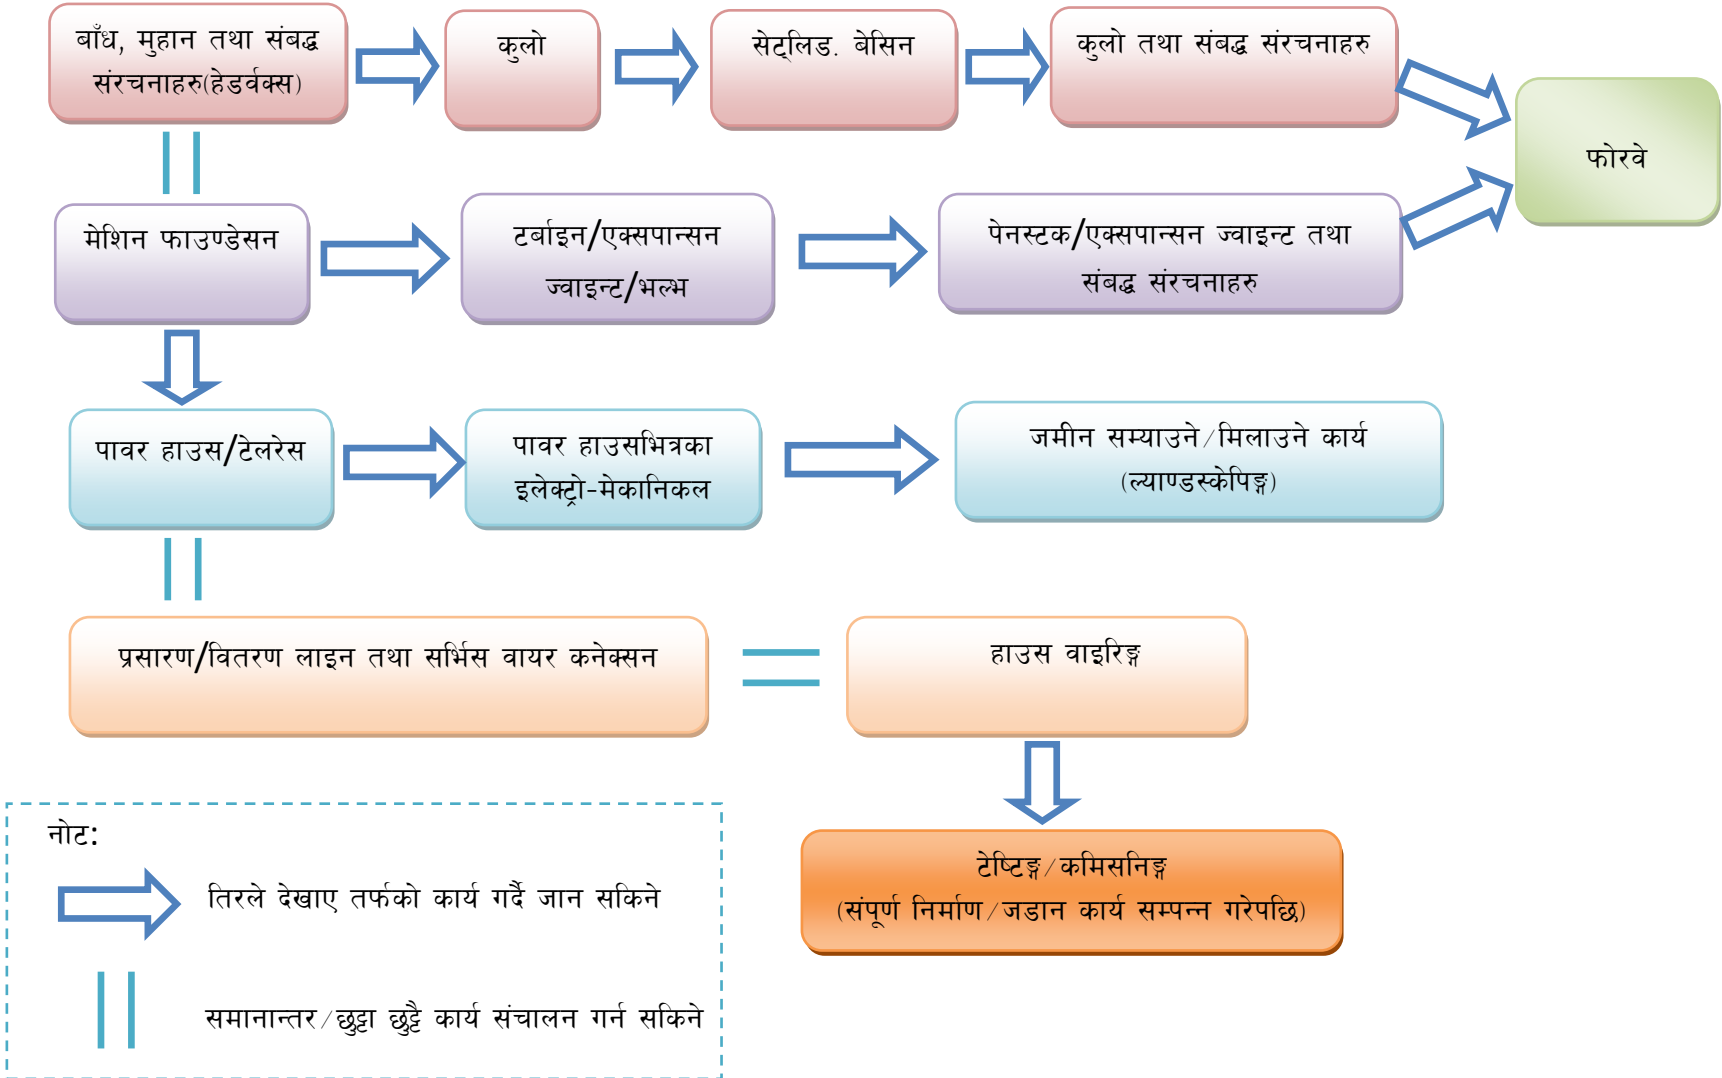 बाँध, मुहान तथा संबद्ध
संरचनाहरु(हेडर्वक्स)
कुलो
सेट्लिड. बेसिन
कुलो तथा संबद्ध संरचनाहरु
फोरवे
मेशिन फाउण्डेसन
टर्बाइन/एक्सपान्सन
ज्वाइन्ट/भल्भ
पेनस्टक/एक्सपान्सन ज्वाइन्ट तथा
संबद्ध संरचनाहरु
पावर हाउस/टेलरेस
पावर हाउसभित्रका
इलेक्ट्रो-मेकानिकल
जमीन सम्याउने/मिलाउने कार्य
(ल्याण्डस्केपिङ्ग)
प्रसारण/वितरण लाइन तथा सर्भिस वायर कनेक्सन
हाउस वाइरिङ्ग
टेष्टिङ्ग/कमिसनिङ्ग
(संपूर्ण निर्माण/जडान कार्य सम्पन्न गरेपछि)
नोट:
तिरले देखाए तर्फको कार्य गर्दै जान सकिने
समानान्तर/छुट्टा छुट्टै कार्य संचालन गर्न सकिने